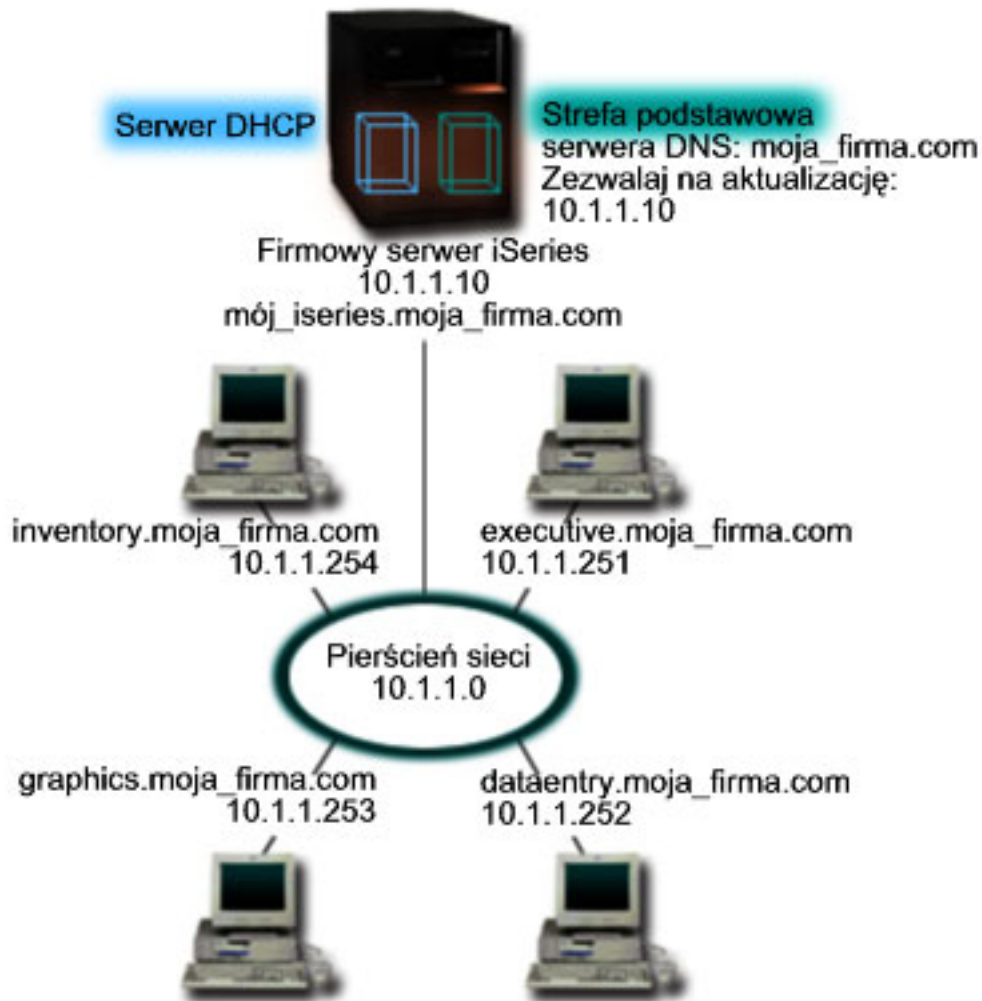 Serwer DHCP
Strefa podstawowa
serwera DNS: moja_firma.com
Zezwalaj na aktualizację:
10.1.1.10
Firmowy serwer iSeries
10.1.1.10
mój_iseries.moja_firma.com
inventory.moja_firma.com
10.1.1.254
executive.moja_firma.com
10.1.1.251
Pierścień sieci
10.1.1.0
graphics.moja_firma.com
10.1.1.253
dataentry.moja_firma.com
10.1.1.252